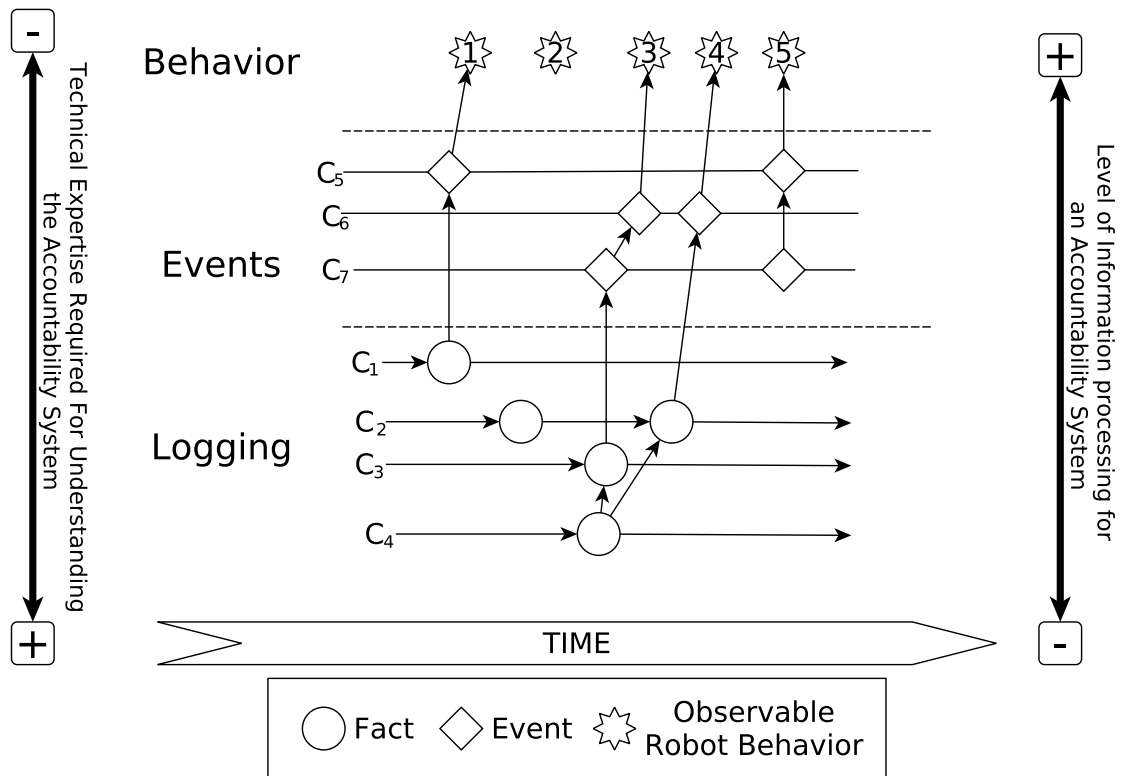 -
Technical Expertise Required For Understanding
the Accountability System
+
Behavior
1 2 3 4 5
Events
C5
C6
C7
Logging
C1
C2
C3
C4
+
Level of Information processing for
an Accountability System
-
TIME
Fact
Event
Observable
Robot Behavior